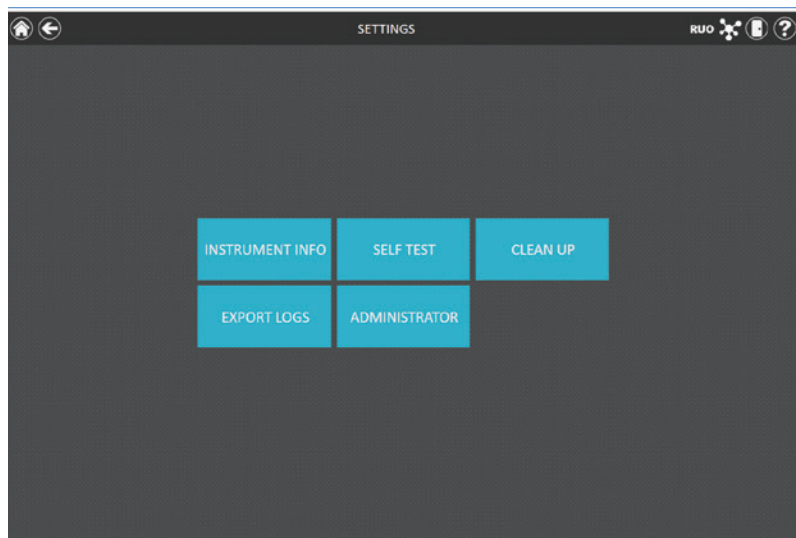 SETTINGS RUO ?
INSTRUMENT INFO SELF TEST CLEAN UP
EXPORT LOGS ADMINISTRATOR